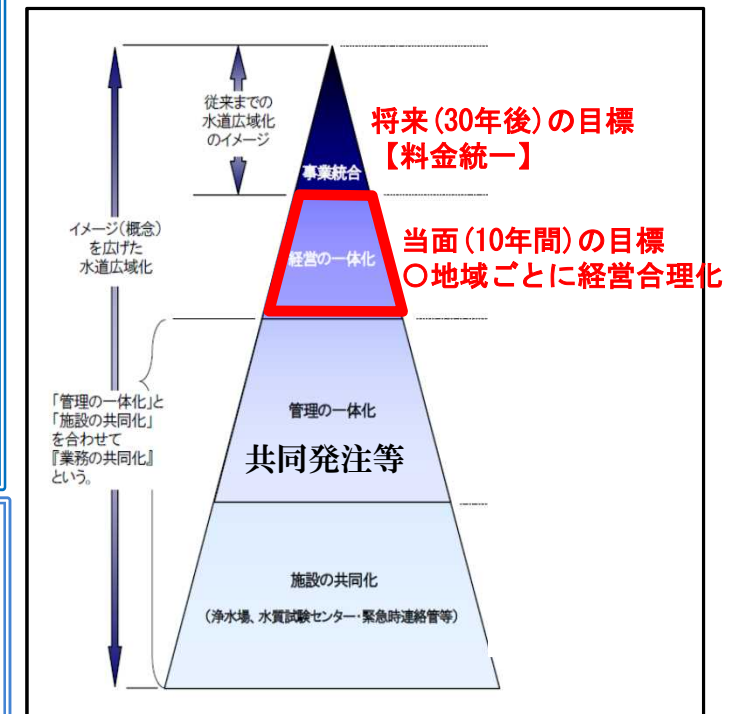 従来までの
水道広域化
のイメージ
将来(30年後)の目標
【料金統一】
事業統合
イメージ(概念)
を広げた
水道広域化
当面(10年間)の目標
○地域ごとに経営合理化
経営の一体化
「管理の一体化」と
「施設の共同化」
を合わせて
『業務の共同化』
という。
管理の一体化
共同発注等
施設の共同化
(浄水場、水質試験センター・緊急時連絡管等)